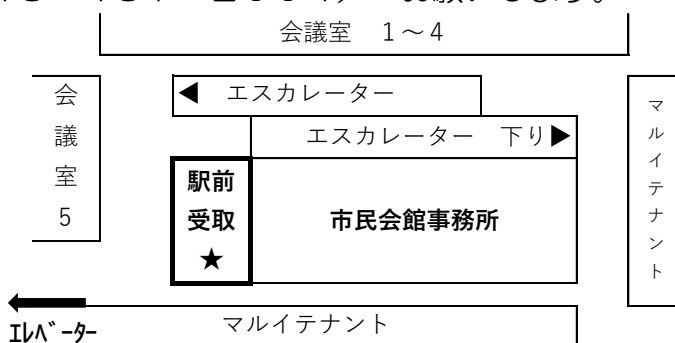 会議室 1～4
◀ エスカレーター
エスカレーター 下り▶
会議室5
駅前
受取
★
市民会館事務所
マルイテナント
エレベーター
マルイテナント